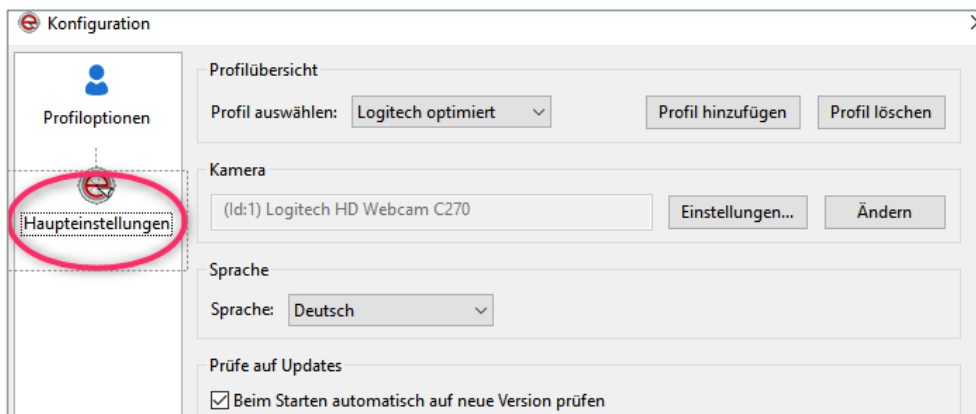 Konfiguration
Profiloptionen
Haupteinstellungen
Profilübersicht
Profil auswählen: Logitech optimiert Profil hinzufügen Profil löschen
Kamera
(Id:1) Logitech HD Webcam C270 Einstellungen... Ändern
Sprache
Sprache: Deutsch
Prüfe auf Updates
Beim Starten automatisch auf neue Version prüfen